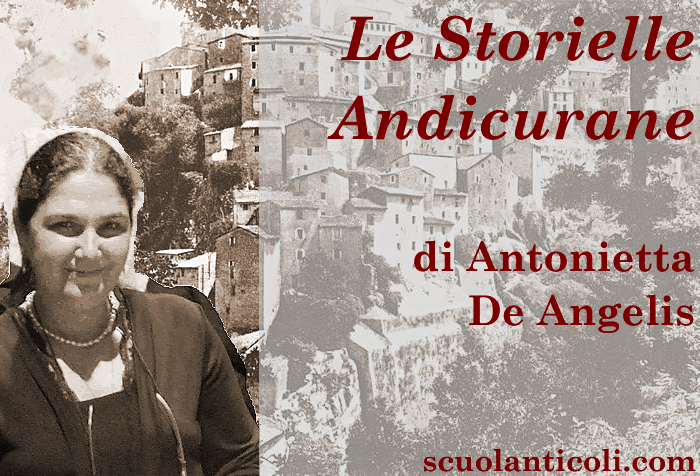 Le Storielle
Andicurane
di Antonietta
De Angelis
scuolanticoli.com